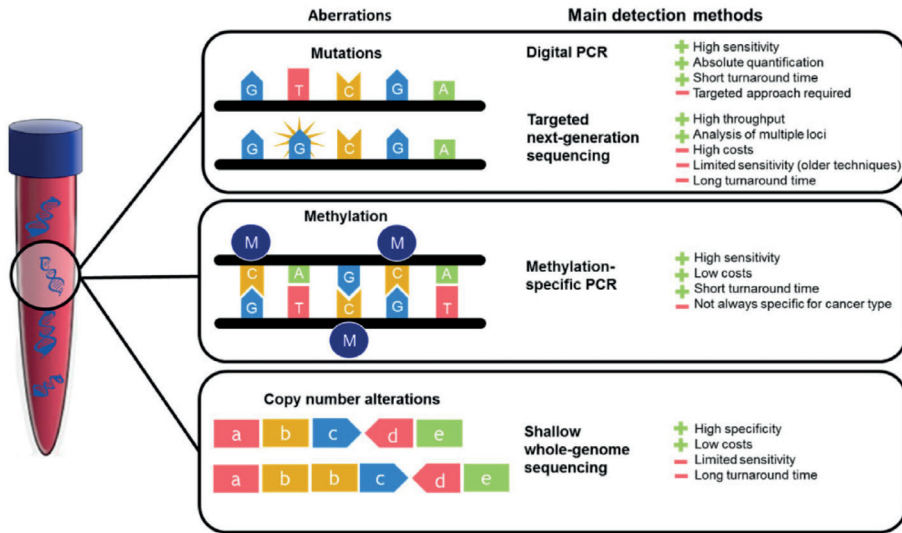 Aberrations
Main detection methods
Mutations
G T C G A
G G C G A
Digital PCR
+ High sensitivity
+ Absolute quantification
+ Short turnaround time
− Targeted approach required
Targeted
next-generation
sequencing
+ High throughput
+ Analysis of multiple loci
− High costs
− Limited sensitivity (older techniques)
− Long turnaround time
Methylation
M M
C A G C A
G T C G T
M
Methylation-
specific PCR
+ High sensitivity
+ Low costs
+ Short turnaround time
− Not always specific for cancer type
Copy number alterations
a b c d e
a b b c d e
Shallow
whole-genome
sequencing
+ High specificity
+ Low costs
− Limited sensitivity
− Long turnaround time